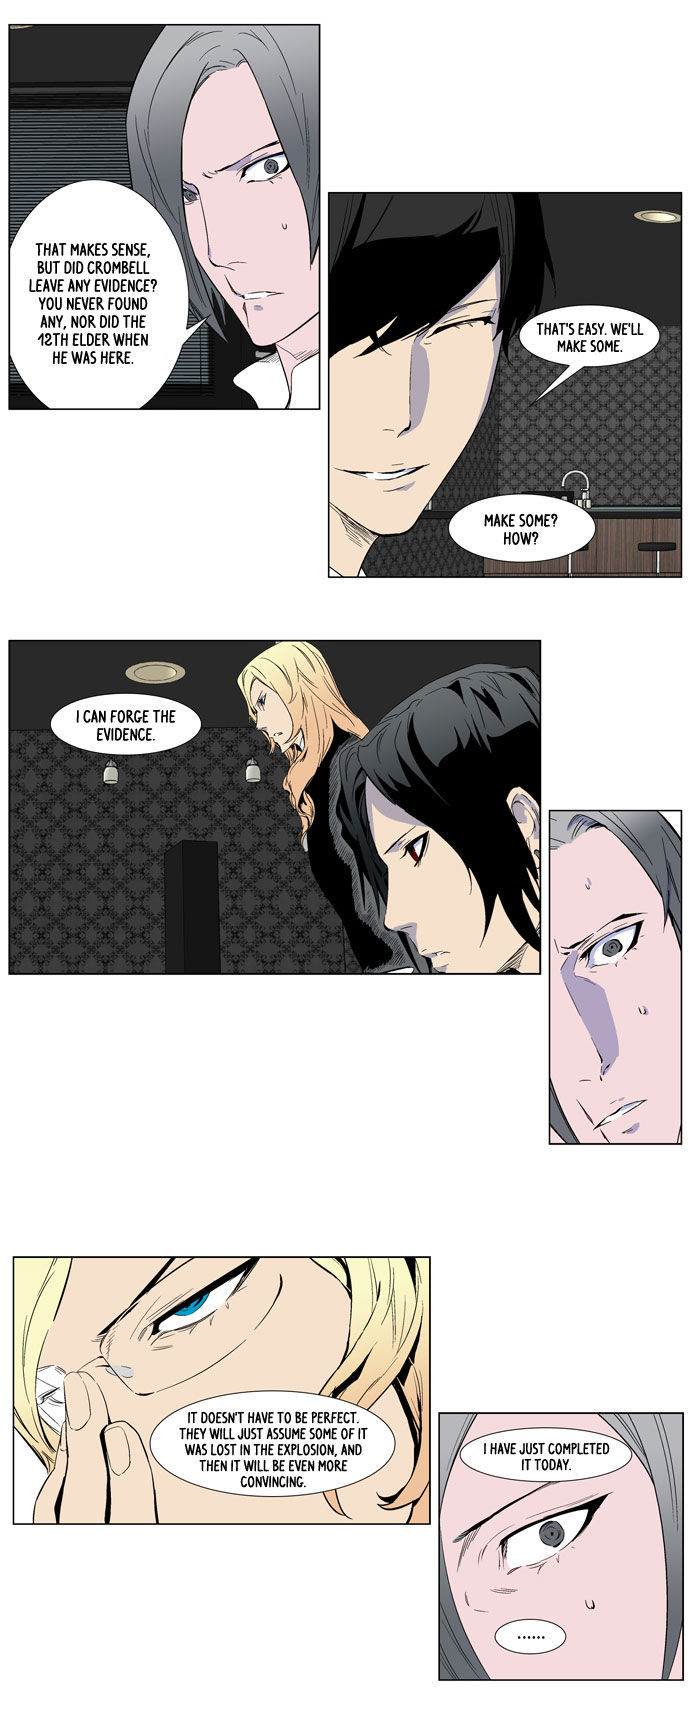 THAT MAKES SENSE,
BUT DID CROMBELL
LEAVE ANY EVIDENCE?
YOU NEVER FOUND
ANY, NOR DID THE
12TH ELDER WHEN
HE WAS HERE.
THAT'S EASY. WE'LL
MAKE SOME.
MAKE SOME?
HOW?
I CAN FORGE THE
EVIDENCE.
IT DOESN'T HAVE TO BE PERFECT.
THEY WILL JUST ASSUME SOME OF IT
WAS LOST IN THE EXPLOSION, AND
THEN IT WILL BE EVEN MORE
CONVINCING.
I HAVE JUST COMPLETED
IT TODAY.
......